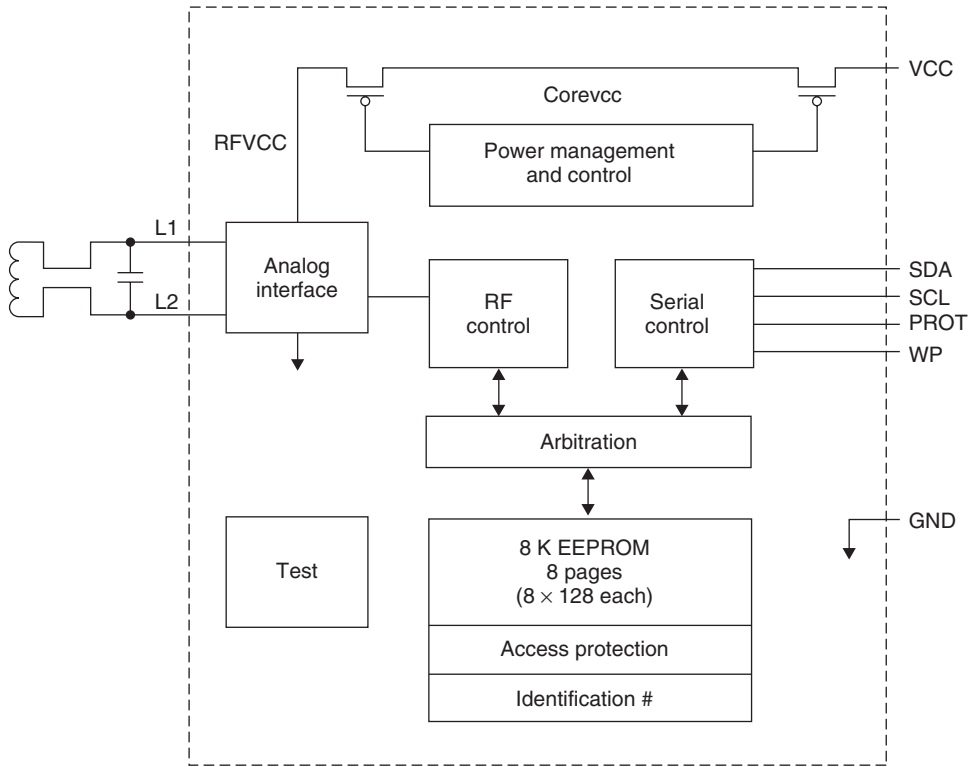 VCC
Corevcc
RFVCC
Power management
and control
L1
Analog
interface
L2
RF
control
Serial
control
SDA
SCL
PROT
WP
Arbitration
GND
Test
8 K EEPROM
8 pages
(8 × 128 each)
Access protection
Identification #